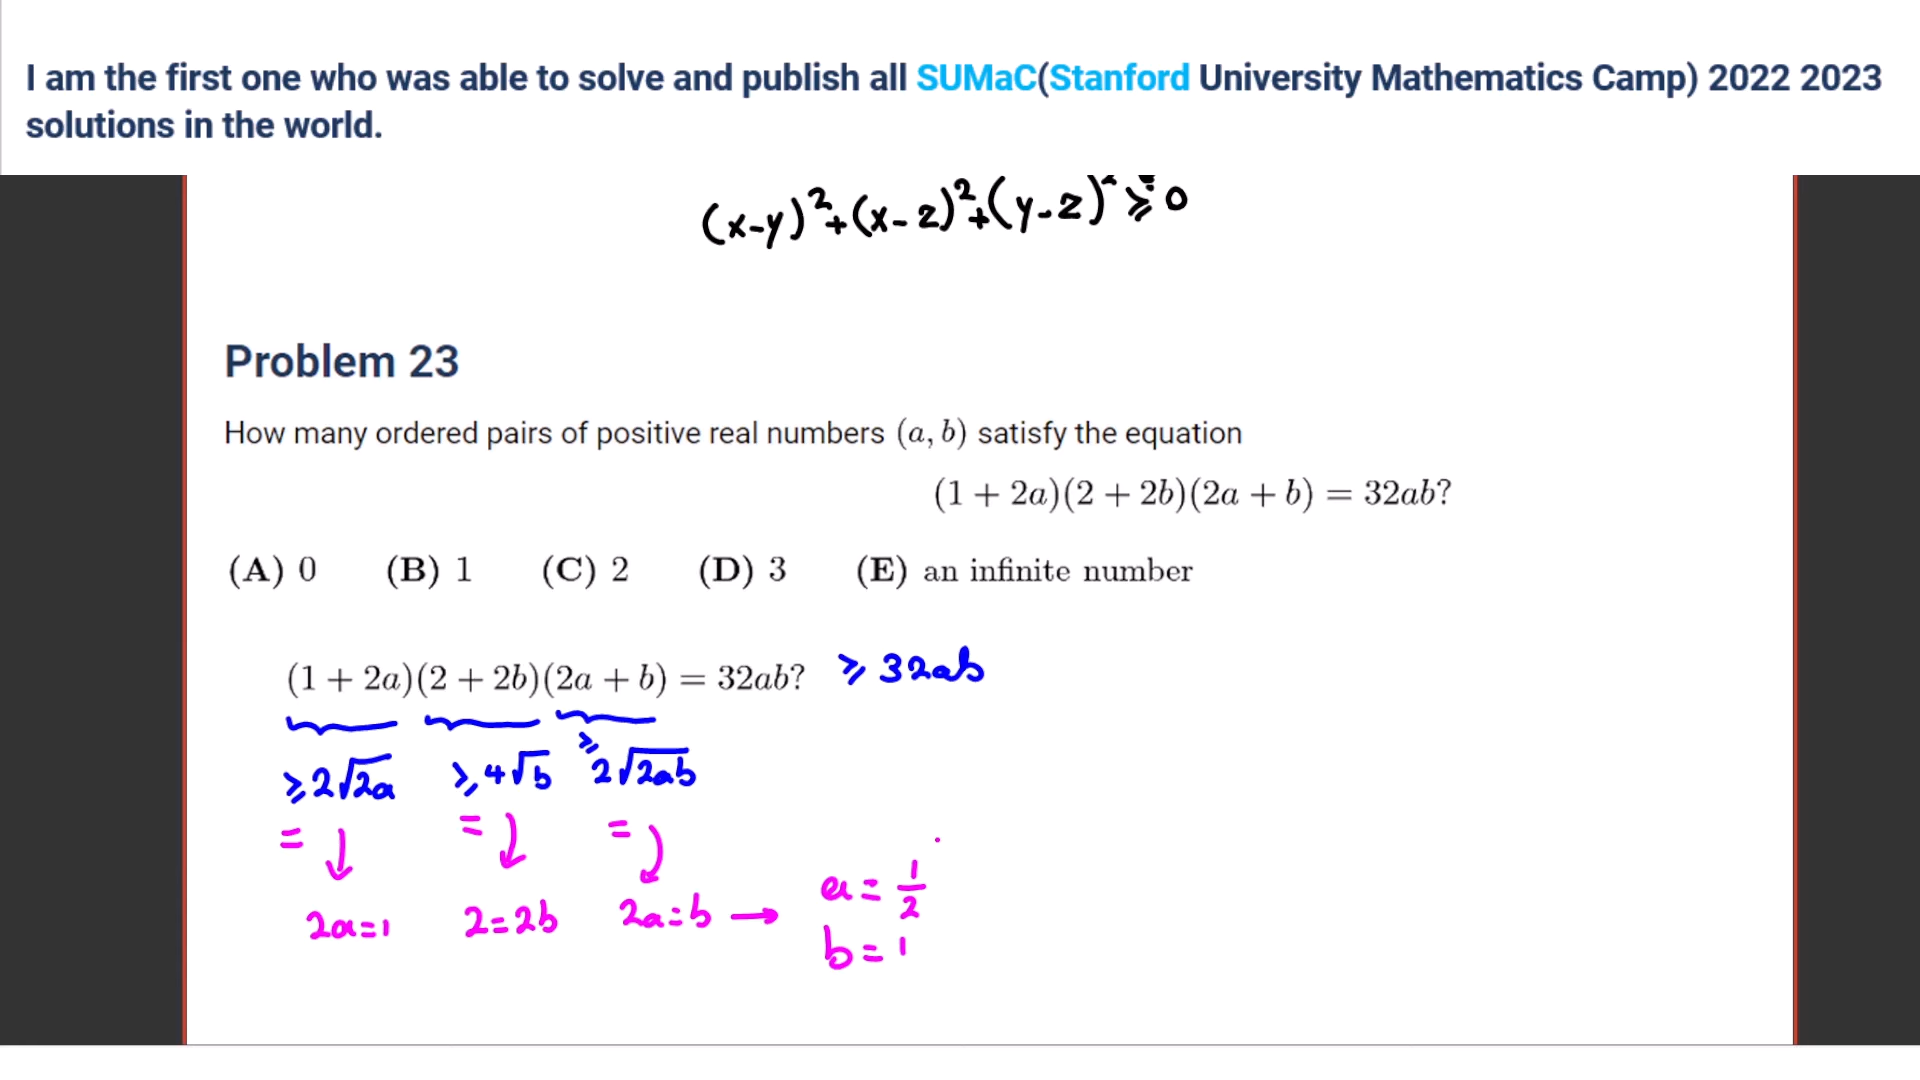 I am the first one who was able to solve and publish all SUMaC(Stanford University Mathematics Camp) 2022 2023
solutions in the world.
(x-y)²+(x-z)²+(y-z)² ≥ 0
Problem 23
How many ordered pairs of positive real numbers (a, b) satisfy the equation
(1 + 2a)(2 + 2b)(2a + b) = 32ab?
(A) 0 (B) 1 (C) 2 (D) 3 (E) an infinite number
(1 + 2a)(2 + 2b)(2a + b) = 32ab? ≥ 32ab
≥ 2√2a ≥ 4√b ≥ 2√2ab
= ↓ = ↓ = ↓
2a=1 2=2b 2a=b → a = 1/2
b = 1